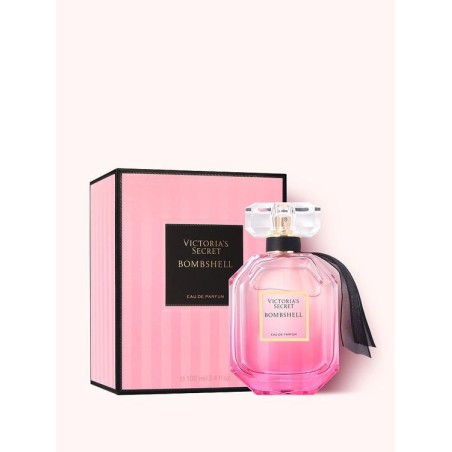 VICTORIA'S
SECRET
BOMBSHELL
EAU DE PARFUM
VICTORIA'S
SECRET
BOMBSHELL
EAU DE PARFUM